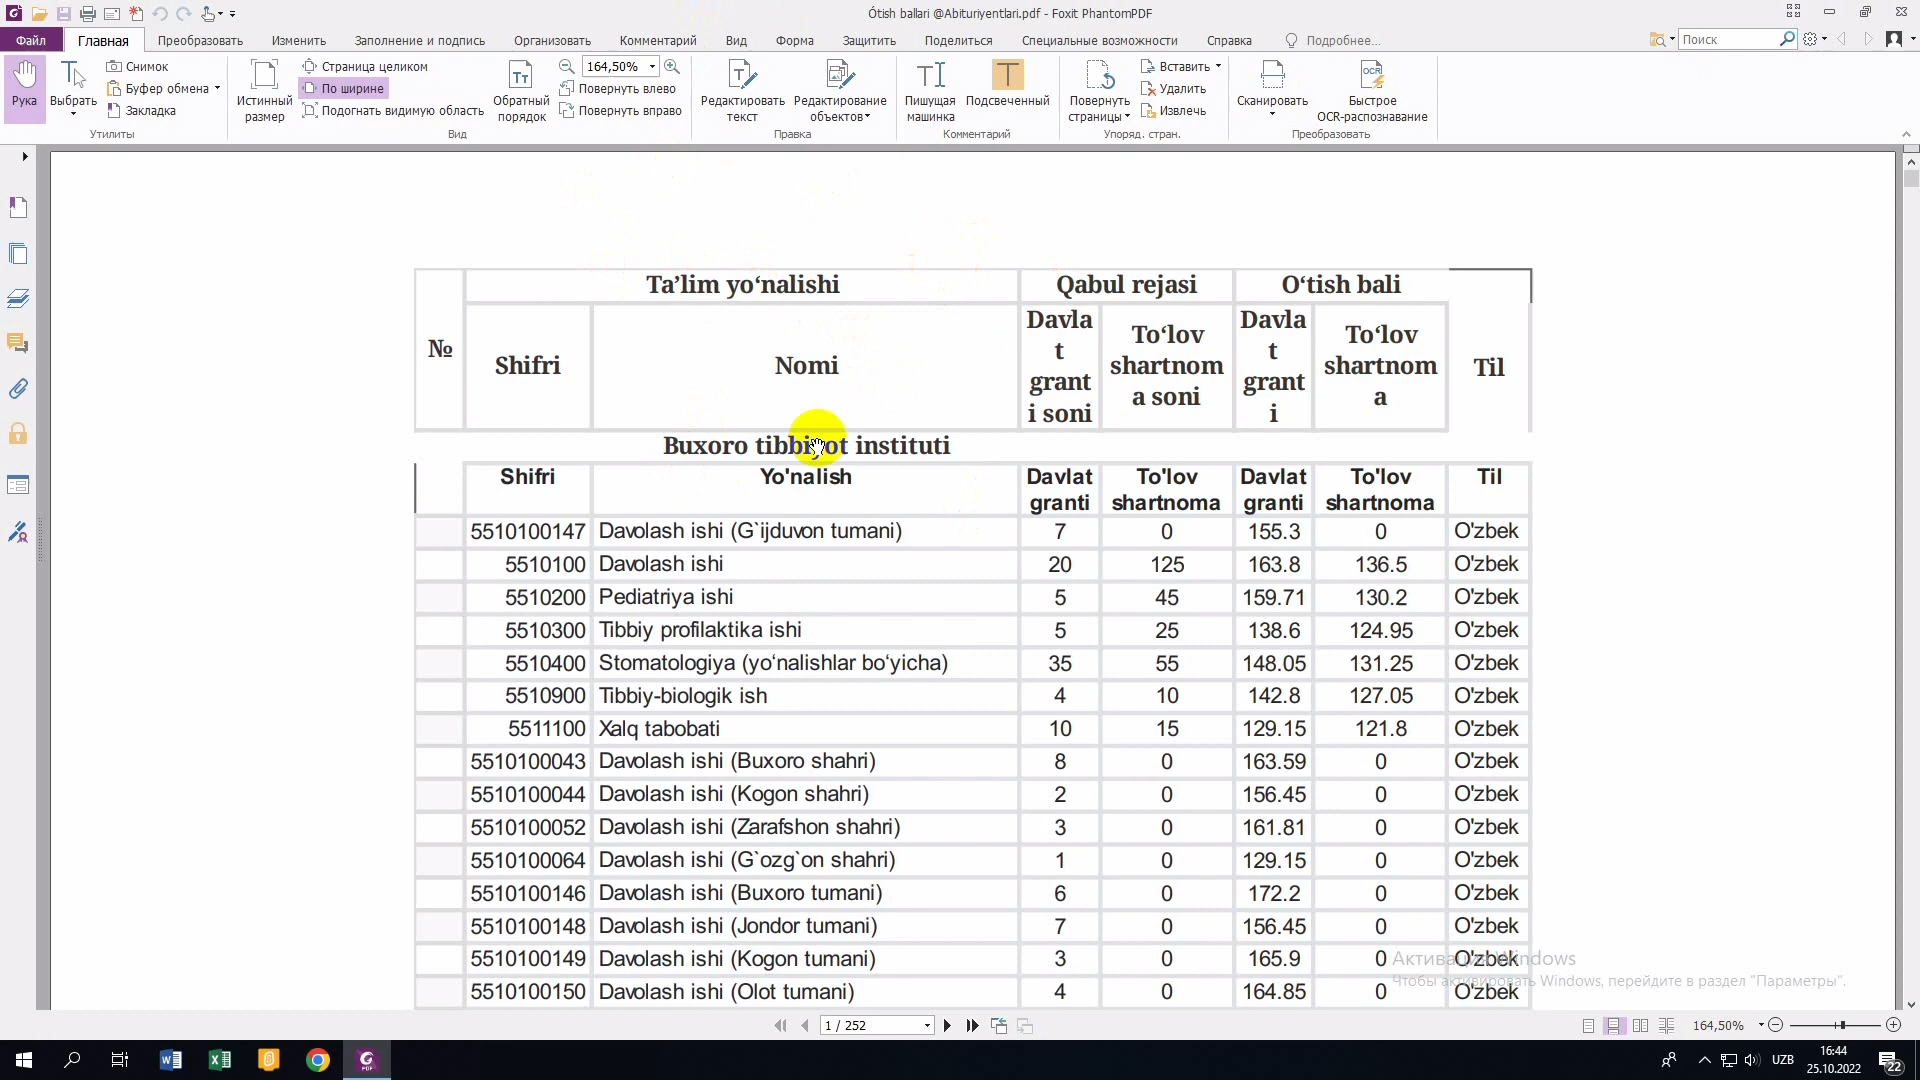 Ótish ballari @Abituriyentlari.pdf - Foxit PhantomPDF
Файл Главная Преобразовать Изменить Заполнение и подпись Организовать Комментарий Вид Форма Защитить Поделиться Специальные возможности Справка Подробнее... Поиск
Рука
Выбрать
Снимок
Буфер обмена
Закладка
Утилиты
Истинный размер
Страница целиком
По ширине
Подогнать видимую область
Обратный порядок
164,50%
Повернуть влево
Повернуть вправо
Вид
Редактировать текст
Редактирование объектов
Правка
Пишущая машинка
Подсвеченный
Комментарий
Повернуть страницы
Вставить
Удалить
Извлечь
Упоряд. стран.
Сканировать
OCR
Быстрое OCR-распознавание
Преобразовать
№ Ta’lim yo‘nalishi Qabul rejasi O‘tish bali Til
Shifri Nomi Davlat granti soni To‘lov shartnoma soni Davlat granti To‘lov shartnoma
Buxoro tibbiyot instituti
Shifri Yo'nalish Davlat granti To'lov shartnoma Davlat granti To'lov shartnoma Til
5510100147 Davolash ishi (G`ijduvon tumani) 7 0 155.3 0 O'zbek
5510100 Davolash ishi 20 125 163.8 136.5 O'zbek
5510200 Pediatriya ishi 5 45 159.71 130.2 O'zbek
5510300 Tibbiy profilaktika ishi 5 25 138.6 124.95 O'zbek
5510400 Stomatologiya (yo‘nalishlar bo‘yicha) 35 55 148.05 131.25 O'zbek
5510900 Tibbiy-biologik ish 4 10 142.8 127.05 O'zbek
5511100 Xalq tabobati 10 15 129.15 121.8 O'zbek
5510100043 Davolash ishi (Buxoro shahri) 8 0 163.59 0 O'zbek
5510100044 Davolash ishi (Kogon shahri) 2 0 156.45 0 O'zbek
5510100052 Davolash ishi (Zarafshon shahri) 3 0 161.81 0 O'zbek
5510100064 Davolash ishi (G`ozg`on shahri) 1 0 129.15 0 O'zbek
5510100146 Davolash ishi (Buxoro tumani) 6 0 172.2 0 O'zbek
5510100148 Davolash ishi (Jondor tumani) 7 0 156.45 0 O'zbek
5510100149 Davolash ishi (Kogon tumani) 3 0 165.9 0 O'zbek
5510100150 Davolash ishi (Olot tumani) 4 0 164.85 0 O'zbek
Активация Windows
Чтобы активировать Windows, перейдите в раздел "Параметры".
1 / 252
164,50%
UZB
16:44
25.10.2022
22